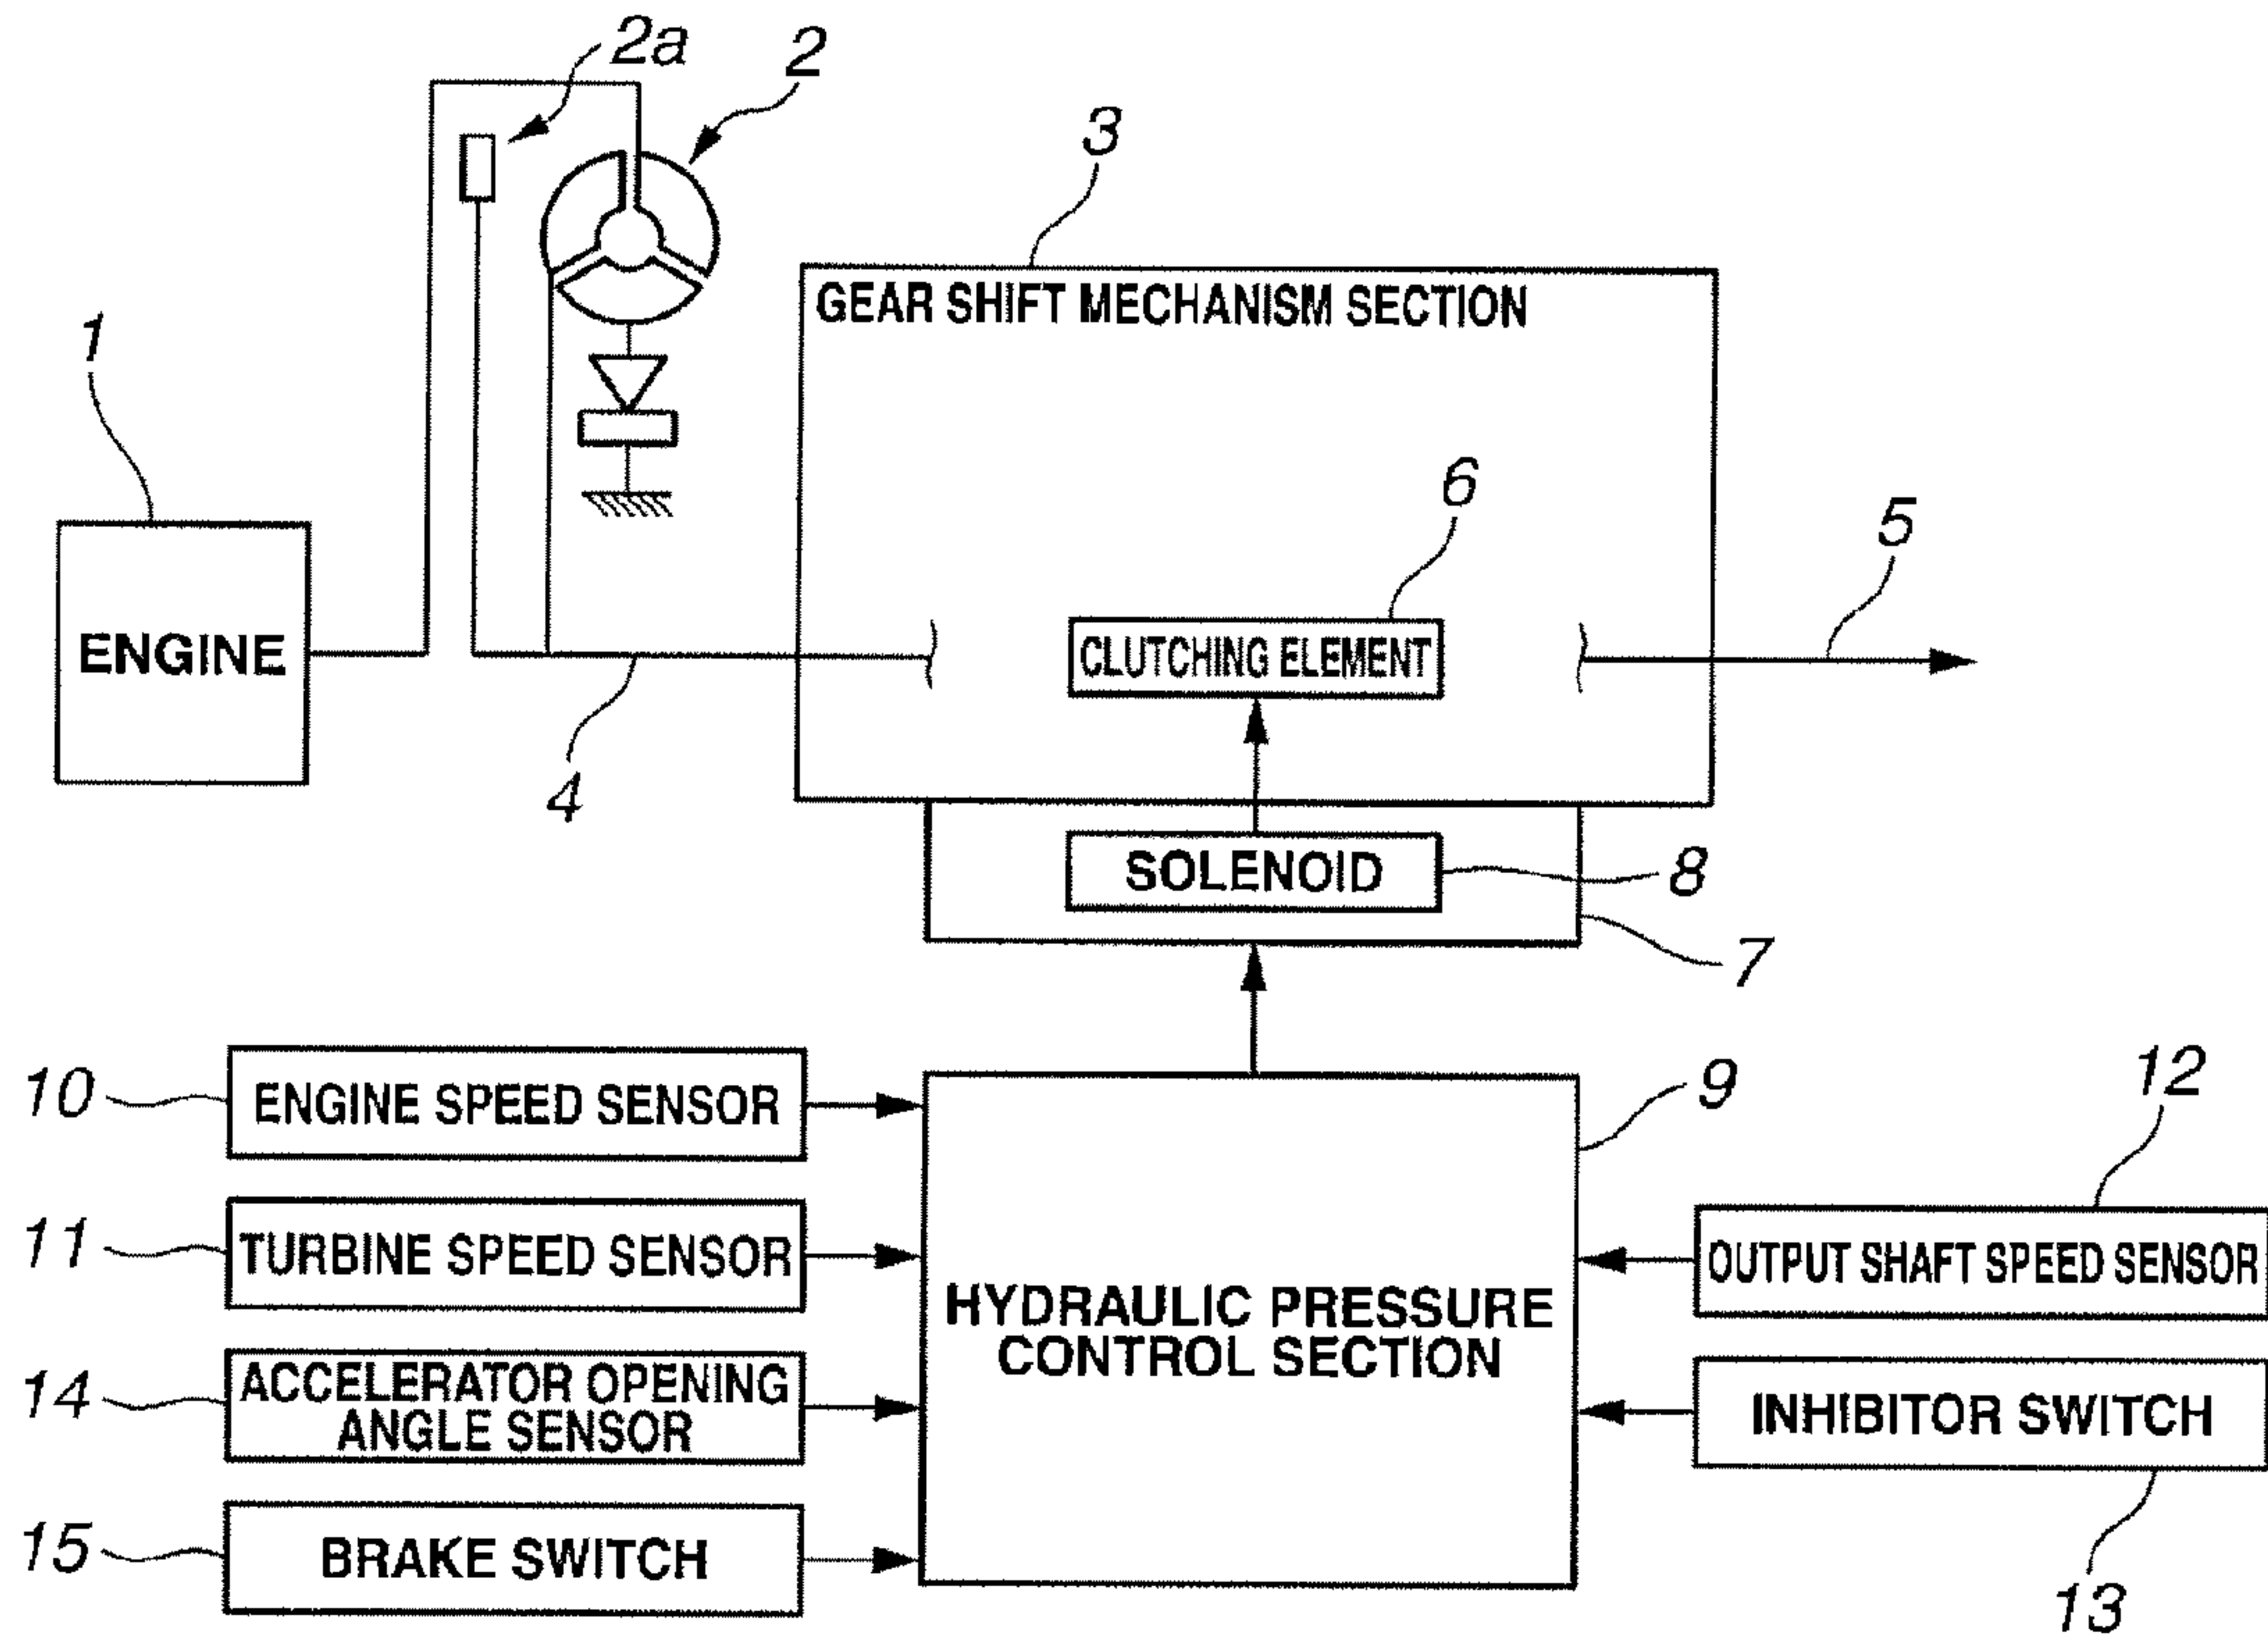 2a
2
3
GEAR SHIFT MECHANISM SECTION
1
6
5
ENGINE
CLUTCHING ELEMENT
4
SOLENOID
8
7
10
ENGINE SPEED SENSOR
9
12
11
TURBINE SPEED SENSOR
OUTPUT SHAFT SPEED SENSOR
HYDRAULIC PRESSURE
CONTROL SECTION
14
ACCELERATOR OPENING
ANGLE SENSOR
INHIBITOR SWITCH
15
BRAKE SWITCH
13